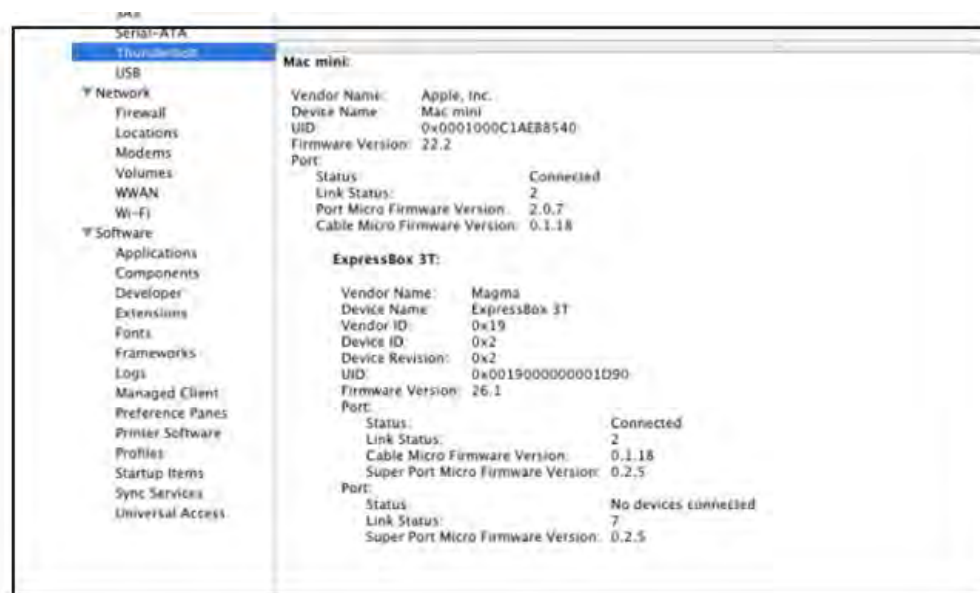 SAS
Serial-ATA
Thunderbolt
USB
▼ Network
Firewall
Locations
Modems
Volumes
WWAN
Wi-Fi
▼ Software
Applications
Components
Developer
Extensions
Fonts
Frameworks
Logs
Managed Client
Preference Panes
Printer Software
Profiles
Startup Items
Sync Services
Universal Access
Mac mini:
Vendor Name: Apple, Inc.
Device Name: Mac mini
UID: 0x0001000C1AEB8540
Firmware Version: 22.2
Port:
Status: Connected
Link Status: 2
Port Micro Firmware Version: 2.0.7
Cable Micro Firmware Version: 0.1.18
ExpressBox 3T:
Vendor Name: Magma
Device Name: ExpressBox 3T
Vendor ID: 0x19
Device ID: 0x2
Device Revision: 0x2
UID: 0x0019000000001D90
Firmware Version: 26.1
Port:
Status: Connected
Link Status: 2
Cable Micro Firmware Version: 0.1.18
Super Port Micro Firmware Version: 0.2.5
Port:
Status: No devices connected
Link Status: 7
Super Port Micro Firmware Version: 0.2.5